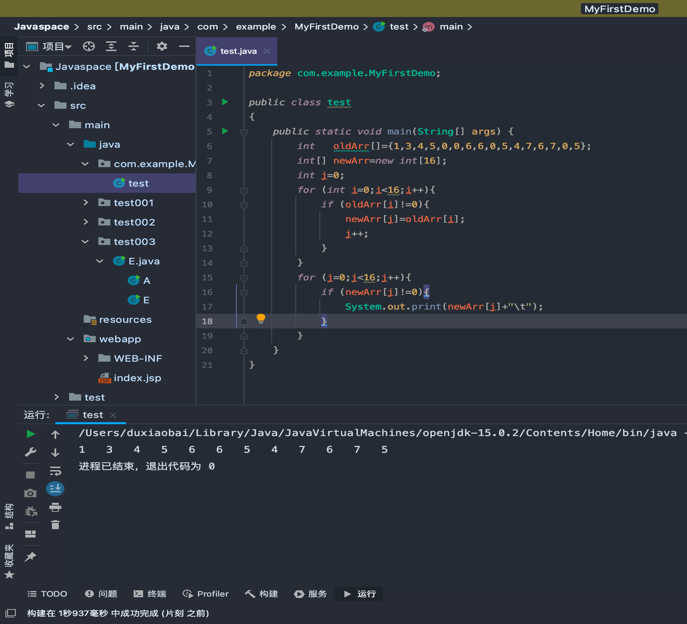 MyFirstDemo
Javaspace > src > main > java > com > example > MyFirstDemo > test > main >
项目
test.java ×
项目
学习
结构
收藏夹
Javaspace [MyFirstDemo
.idea
src
main
java
com.example.M
test
test001
test002
test003
E.java
A
E
resources
webapp
WEB-INF
index.jsp
test
1 package com.example.MyFirstDemo;
2
3 public class test
4 {
5 public static void main(String[] args) {
6 int oldArr[]={1,3,4,5,0,0,6,6,0,5,4,7,6,7,0,5};
7 int[] newArr=new int[16];
8 int j=0;
9 for (int i=0;i<16;i++){
10 if (oldArr[i]!=0){
11 newArr[j]=oldArr[i];
12 j++;
13 }
14 }
15 for (j=0;j<16;j++){
16 if (newArr[j]!=0){
17 System.out.print(newArr[j]+"\t");
18 }
19 }
20 }
21 }
运行: test ×
/Users/duxiaobai/Library/Java/JavaVirtualMachines/openjdk-15.0.2/Contents/Home/bin/java -
1 3 4 5 6 6 5 4 7 6 7 5
进程已结束，退出代码为 0
TODO 问题 终端 Profiler 构建 服务 运行
构建在 1秒937毫秒 中成功完成 (片刻 之前)